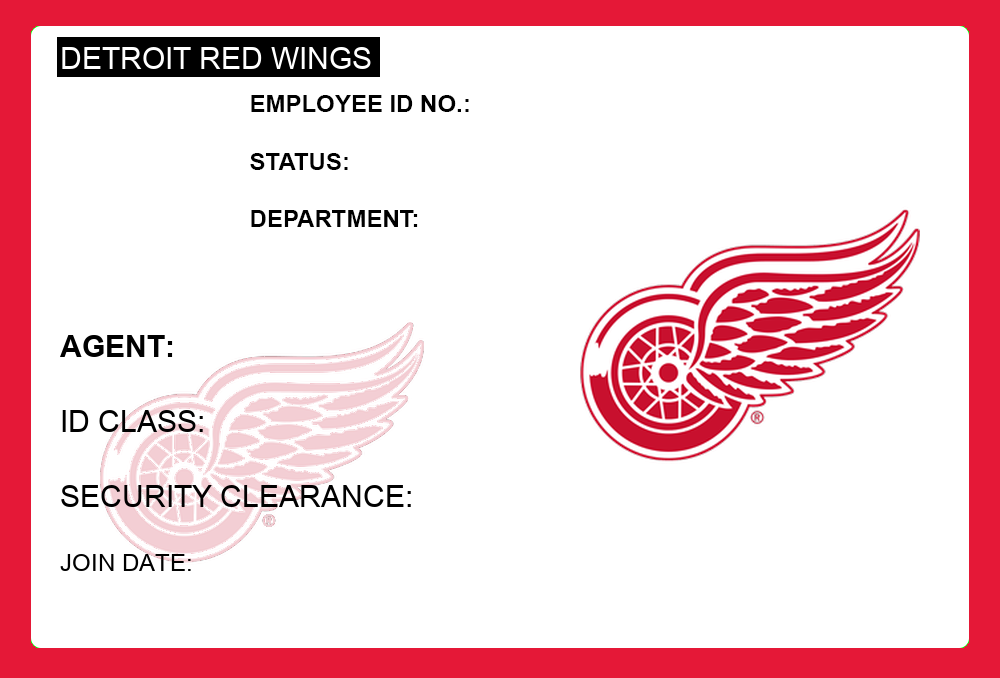 DETROIT RED WINGS
EMPLOYEE ID NO.:
STATUS:
DEPARTMENT:
AGENT:
ID CLASS:
SECURITY CLEARANCE:
JOIN DATE:
®
®